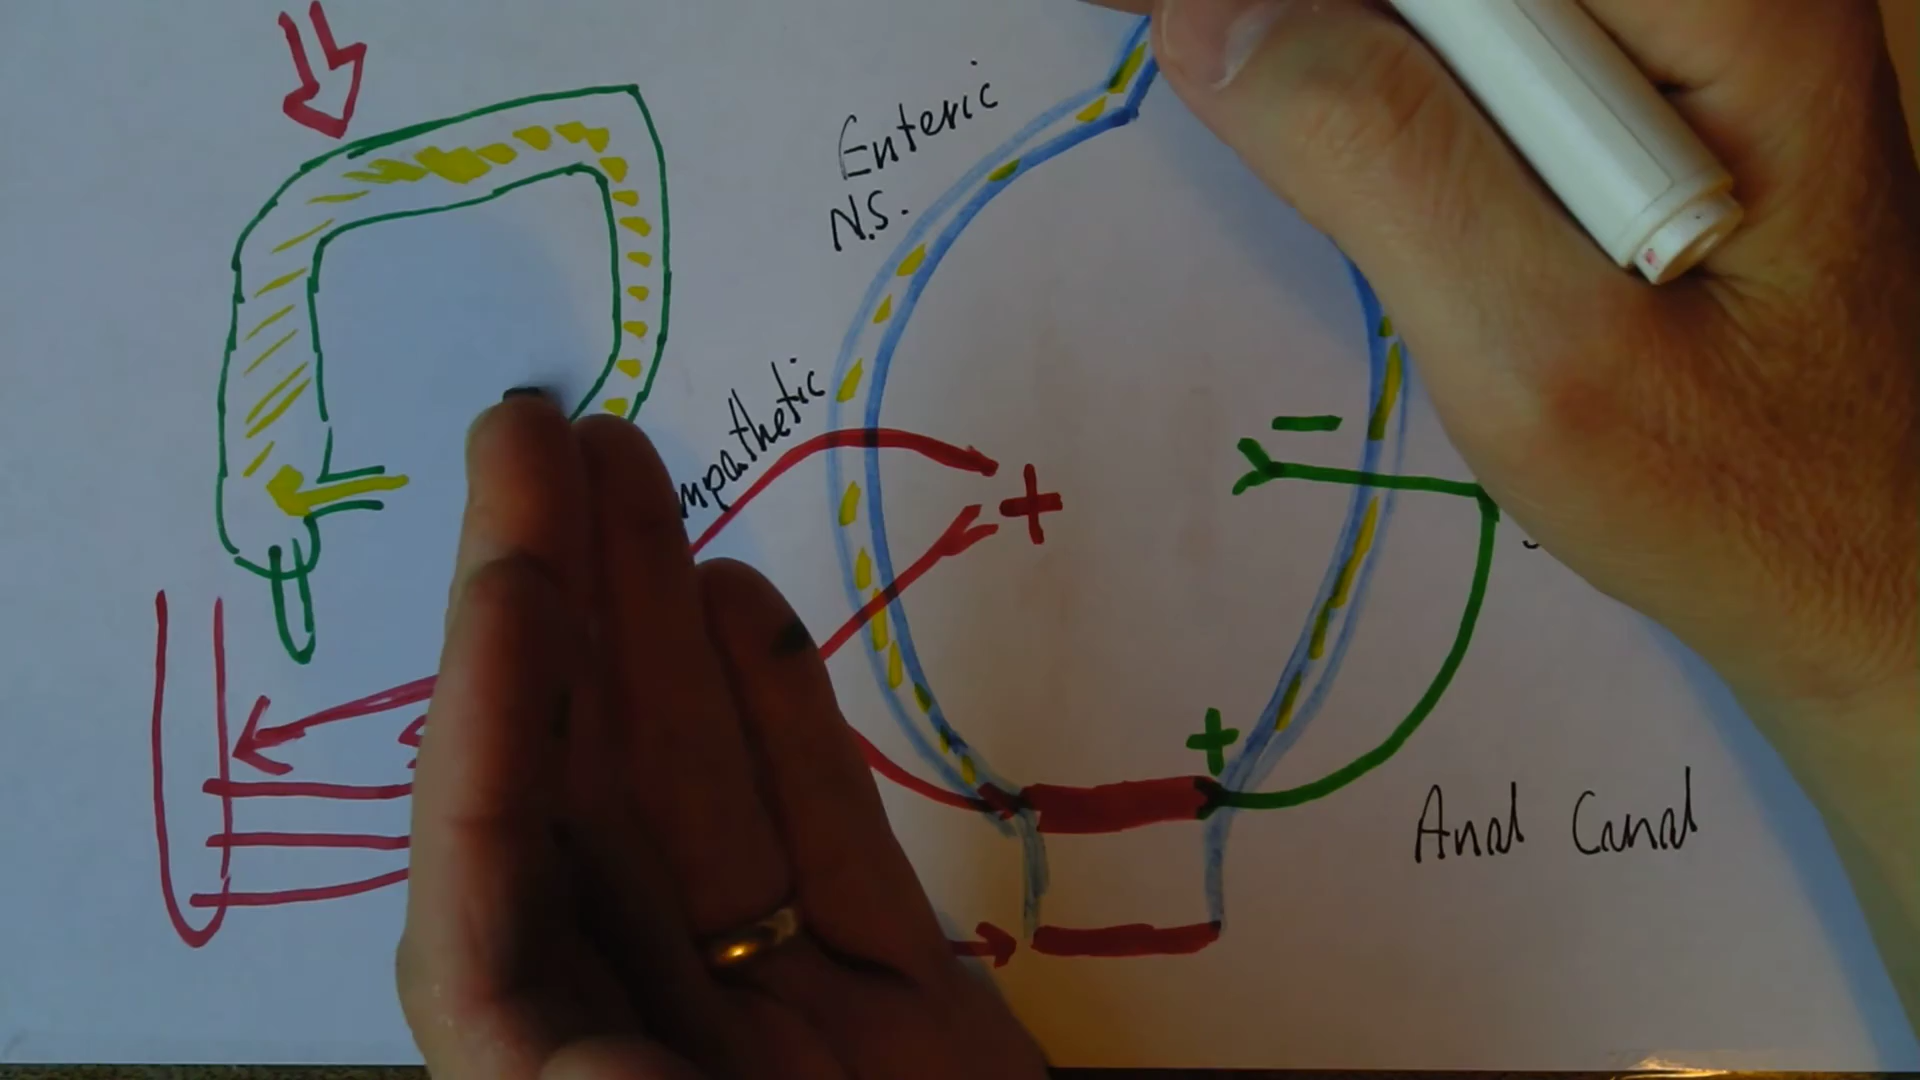 Enteric
N.S.
mpathetic
+
−
+
Anal Canal